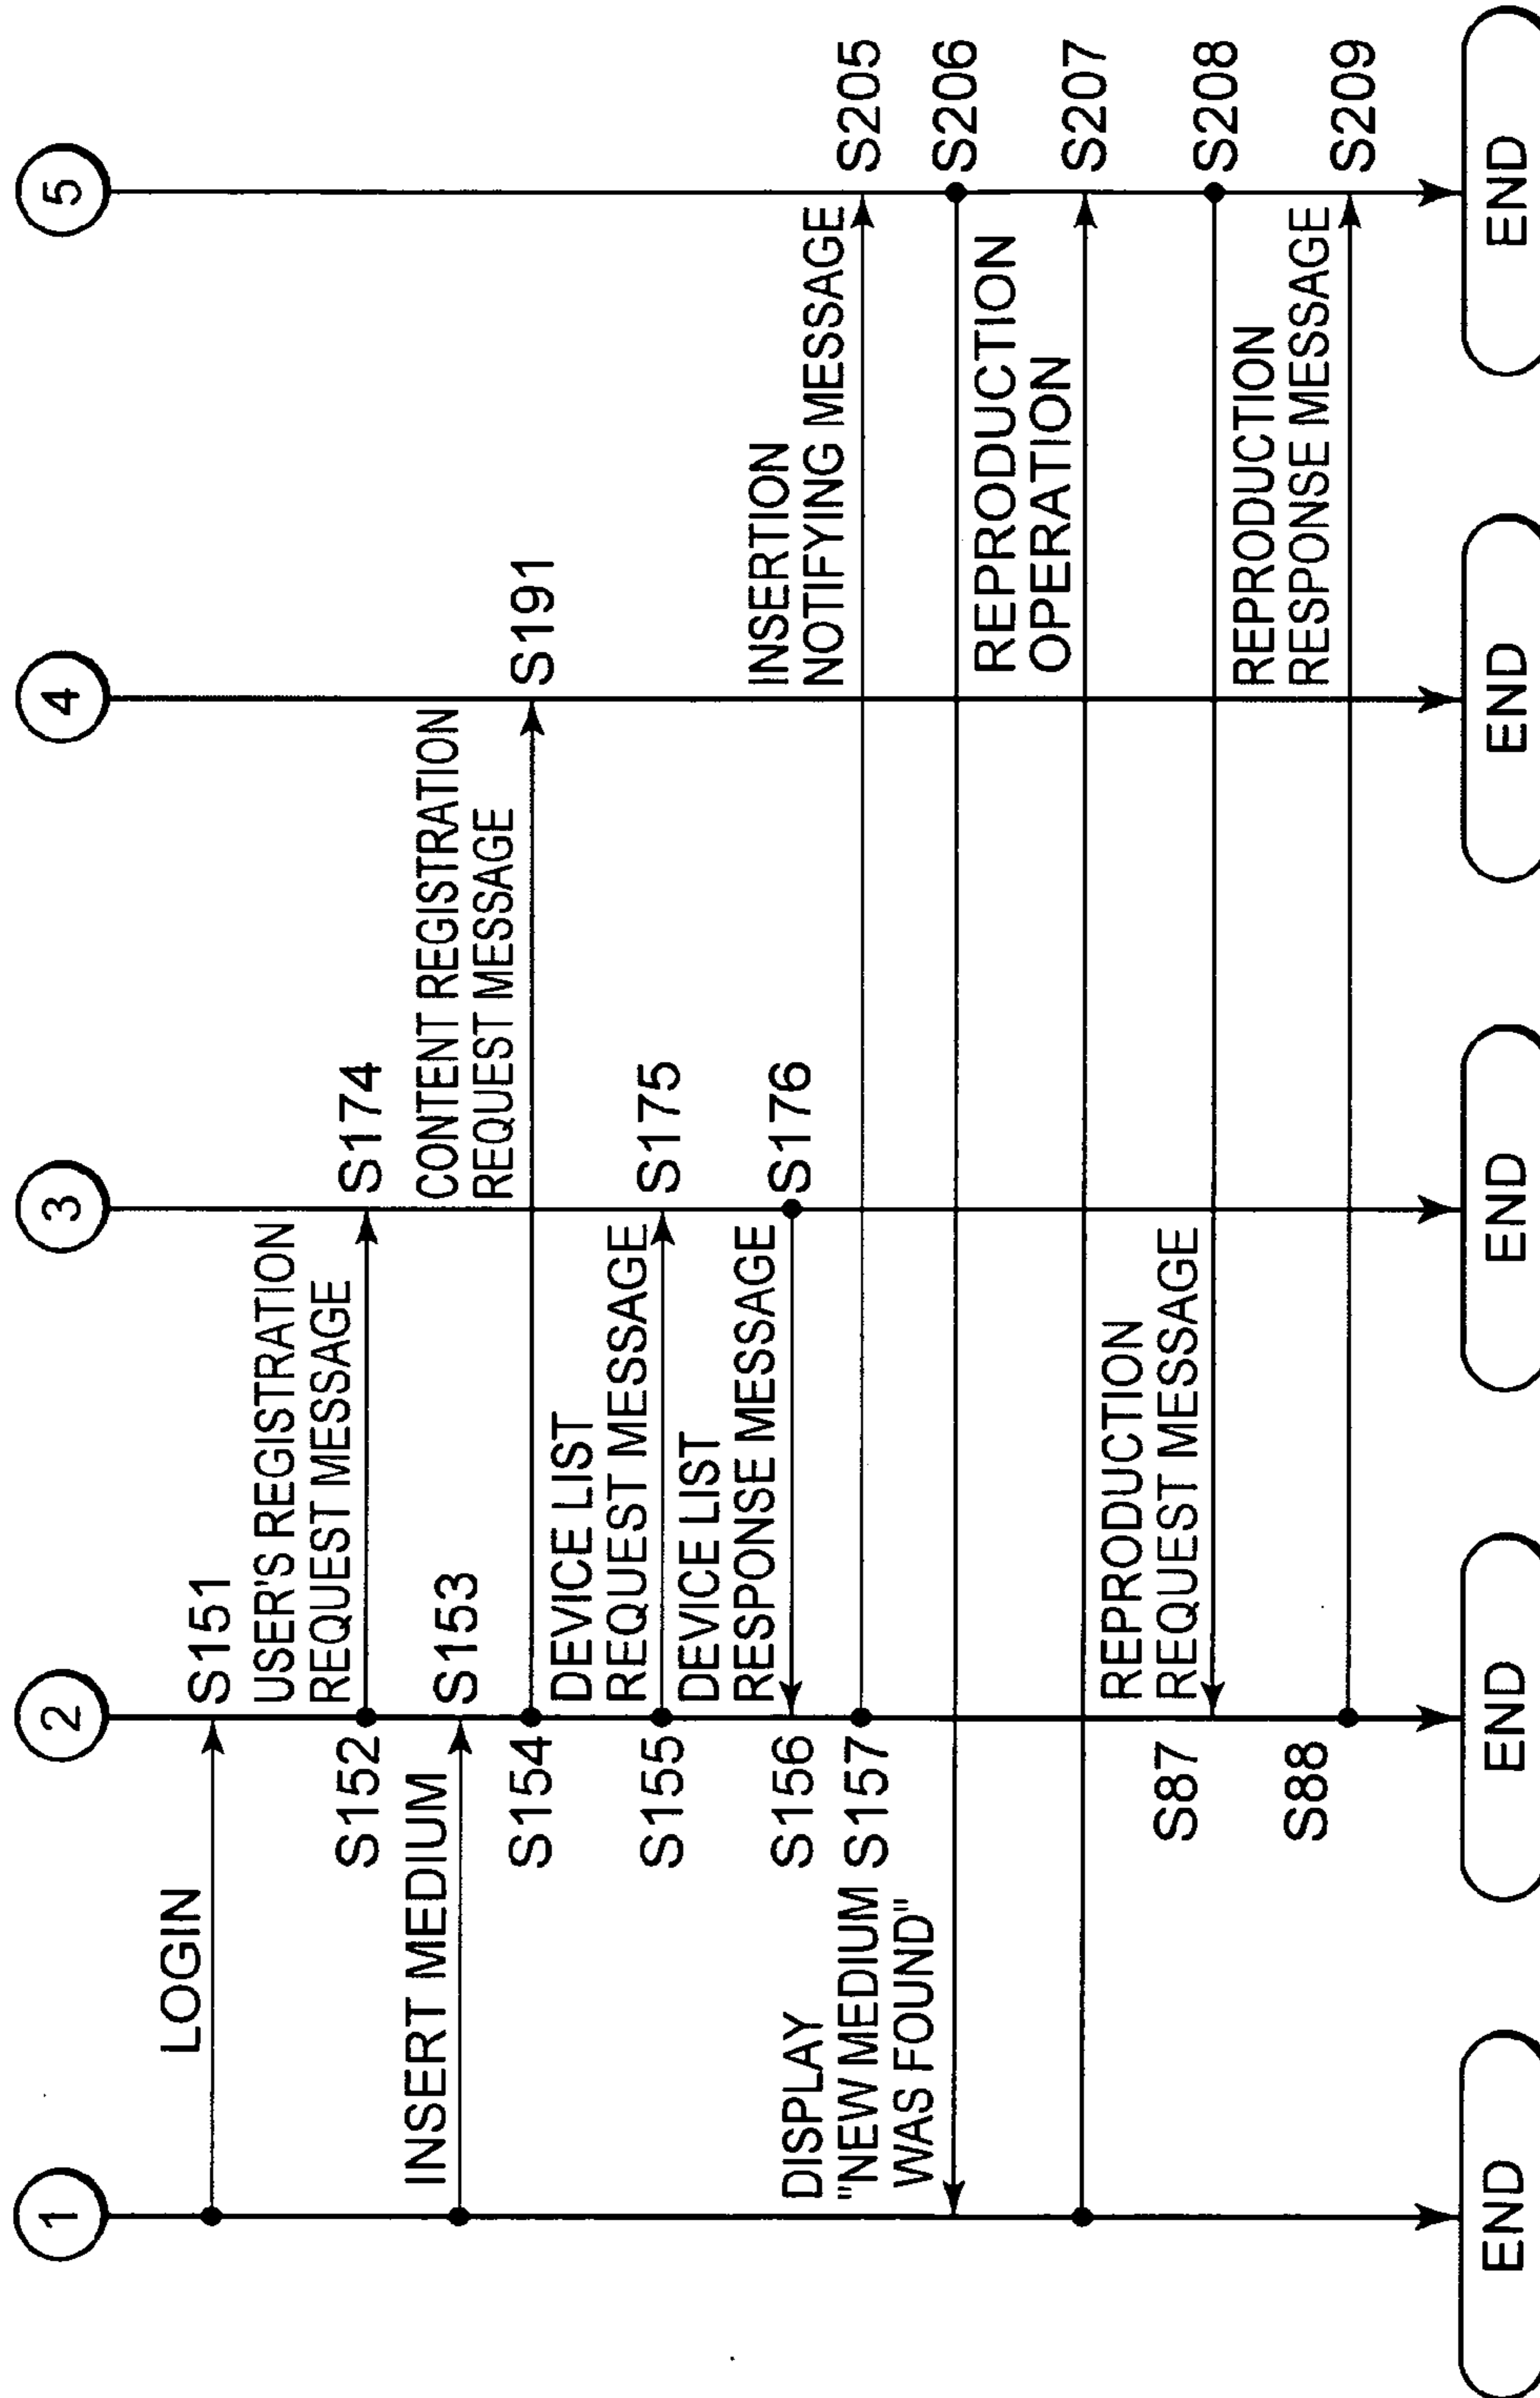 1
2
3
4
5
LOGIN
S151
USER'S REGISTRATION
REQUEST MESSAGE
S152
S174
INSERT MEDIUM
S153
CONTENT REGISTRATION
REQUEST MESSAGE
S154
S191
DEVICE LIST
REQUEST MESSAGE
S155
S175
DEVICE LIST
RESPONSE MESSAGE
S156
S176
INSERTION
NOTIFYING MESSAGE
S157
S205
DISPLAY
"NEW MEDIUM
WAS FOUND"
S206
REPRODUCTION
OPERATION
S207
REPRODUCTION
REQUEST MESSAGE
S87
S208
REPRODUCTION
RESPONSE MESSAGE
S88
S209
END
END
END
END
END